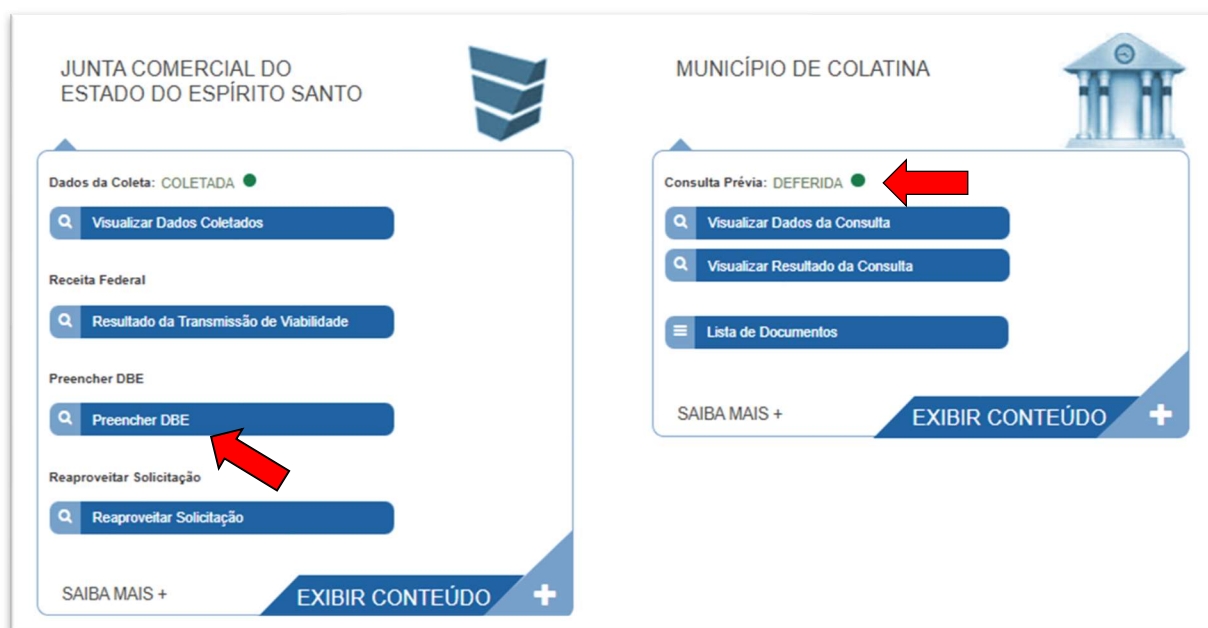 JUNTA COMERCIAL DO
ESTADO DO ESPÍRITO SANTO
Dados da Coleta: COLETADA
Visualizar Dados Coletados
Receita Federal
Resultado da Transmissão de Viabilidade
Preencher DBE
Preencher DBE
Reaproveitar Solicitação
Reaproveitar Solicitação
SAIBA MAIS +
EXIBIR CONTEÚDO
MUNICÍPIO DE COLATINA
Consulta Prévia: DEFERIDA
Visualizar Dados da Consulta
Visualizar Resultado da Consulta
Lista de Documentos
SAIBA MAIS +
EXIBIR CONTEÚDO